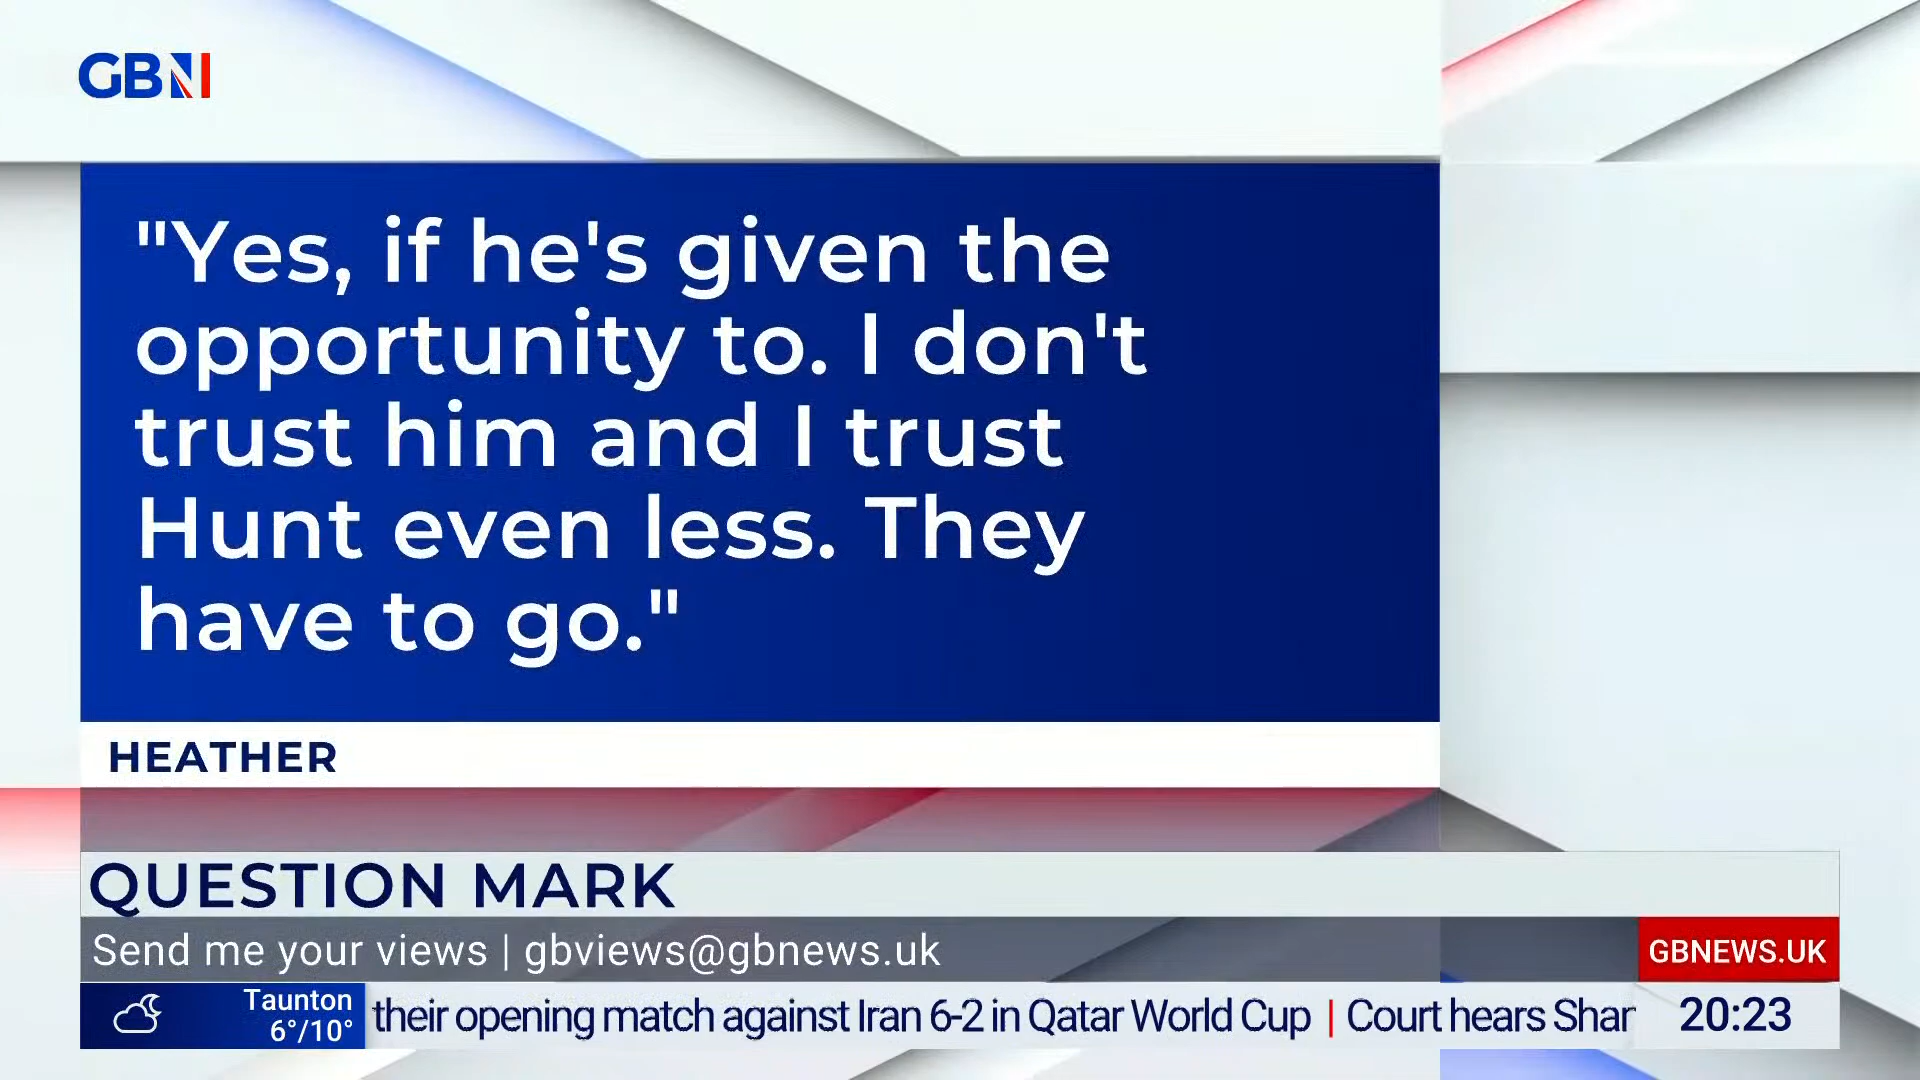 GBN
"Yes, if he's given the
opportunity to. I don't
trust him and I trust
Hunt even less. They
have to go."
HEATHER
QUESTION MARK
Send me your views | gbviews@gbnews.uk
GBNEWS.UK
Taunton
6°/10°
their opening match against Iran 6-2 in Qatar World Cup | Court hears Shar
20:23